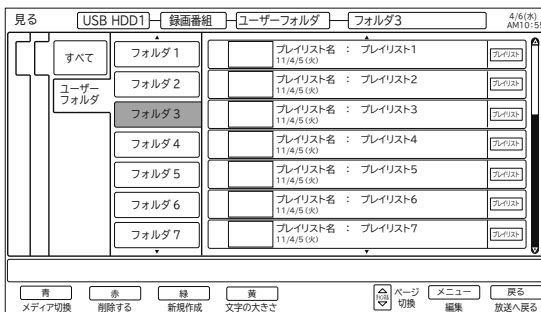 見る USB HDD1 録画番組 ユーザーフォルダ フォルダ3 4/6(水)
AM10:55
すべて
ユーザー
フォルダ
フォルダ 1
フォルダ 2
フォルダ 3
フォルダ 4
フォルダ 5
フォルダ 6
フォルダ 7
プレイリスト名 : プレイリスト1
11/4/5(火)
プレイリスト
プレイリスト名 : プレイリスト2
11/4/5(火)
プレイリスト
プレイリスト名 : プレイリスト3
11/4/5(火)
プレイリスト
プレイリスト名 : プレイリスト4
11/4/5(火)
プレイリスト
プレイリスト名 : プレイリスト5
11/4/5(火)
プレイリスト
プレイリスト名 : プレイリスト6
11/4/5(火)
プレイリスト
プレイリスト名 : プレイリスト7
11/4/5(火)
プレイリスト
青 赤 緑 黄 チャンネル ページ メニュー 戻る
メディア切換 削除する 新規作成 文字の大きさ 切換 編集 放送へ戻る